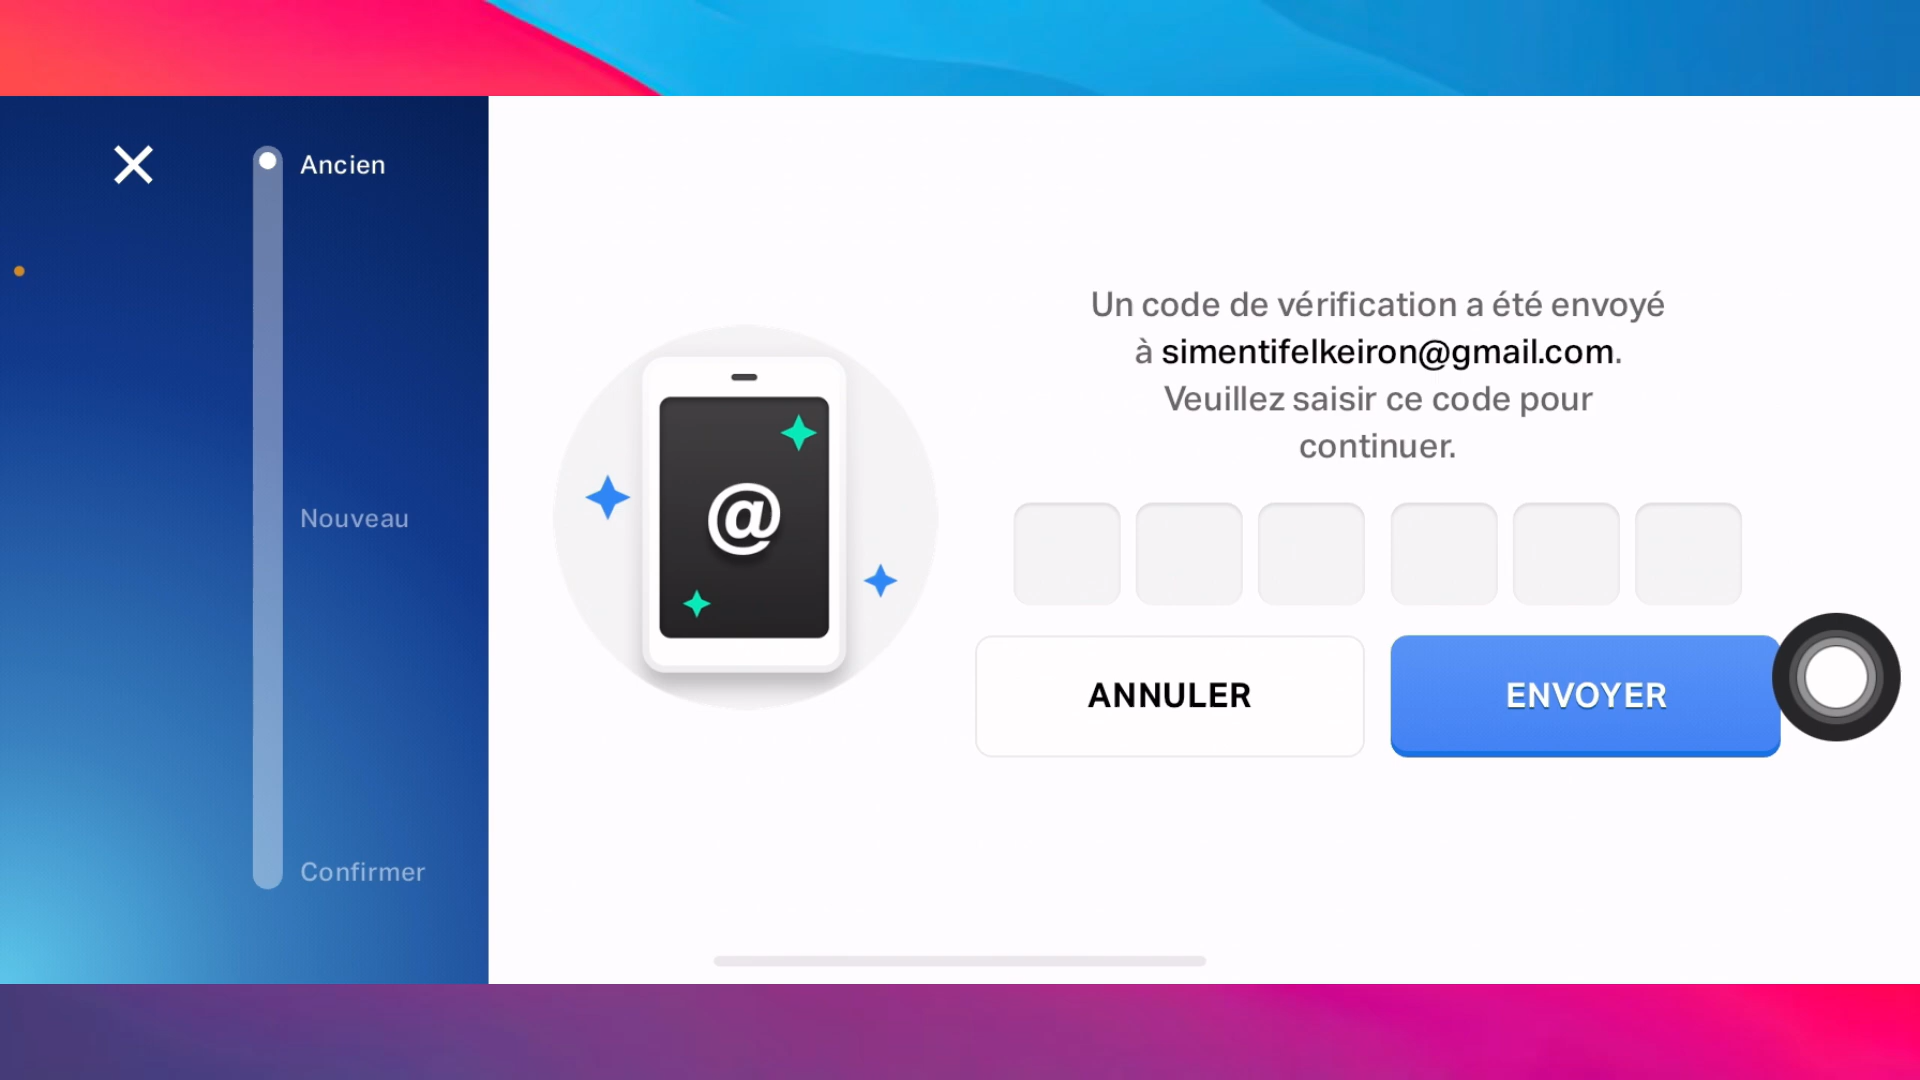 Ancien
Nouveau
Confirmer
@
Un code de vérification a été envoyé
à simentifelkeiron@gmail.com.
Veuillez saisir ce code pour
continuer.
ANNULER
ENVOYER